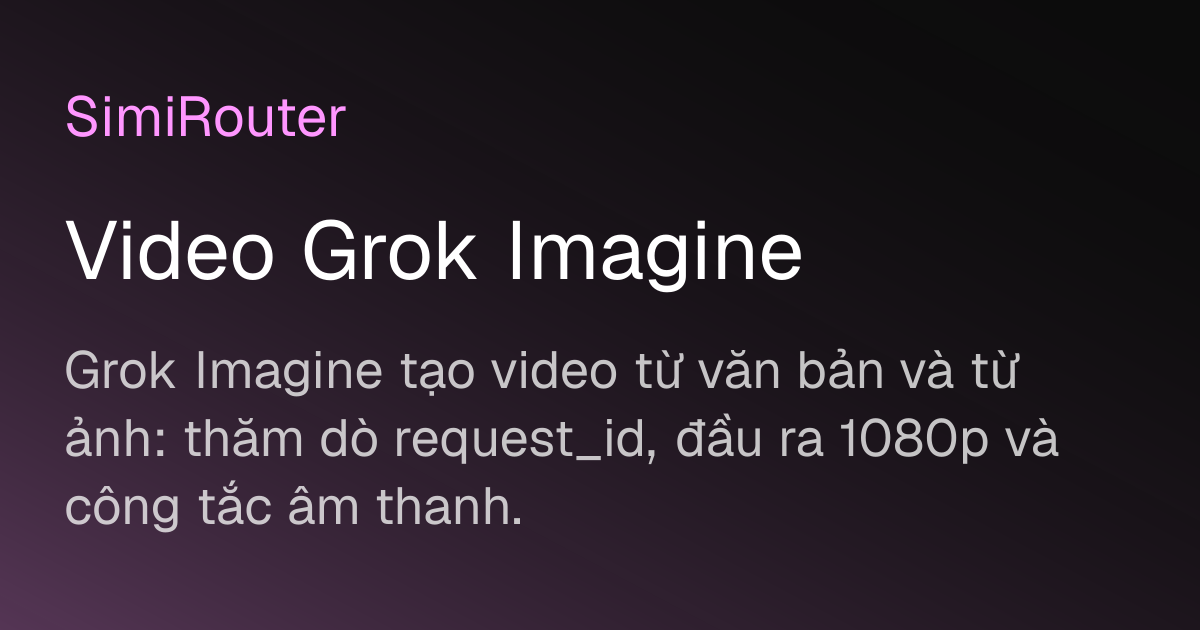 SimiRouter
Video Grok Imagine
Grok Imagine tạo video từ văn bản và từ
ảnh: thăm dò request_id, đầu ra 1080p và
công tắc âm thanh.